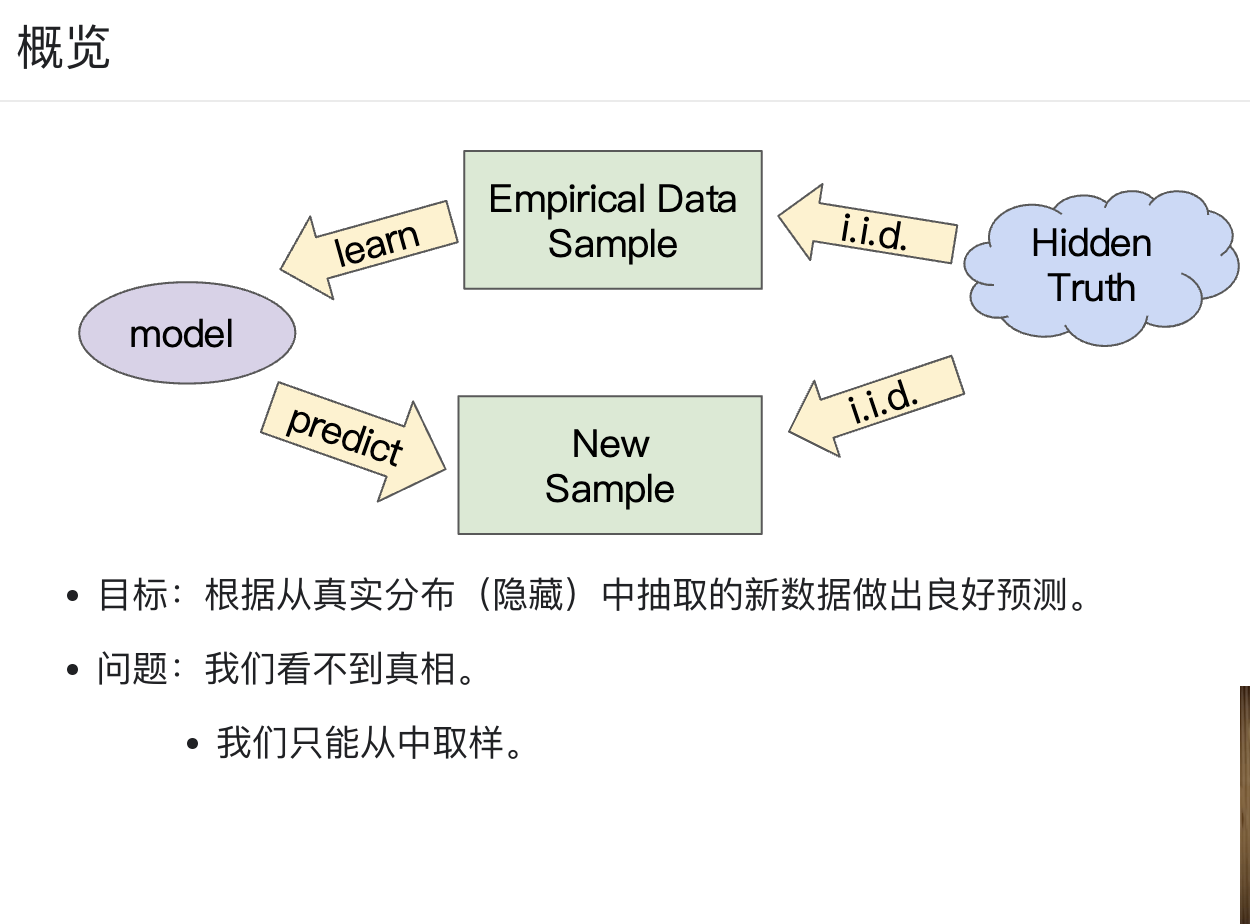 概览
Empirical Data
Sample
learn
i.i.d.
Hidden
Truth
model
predict
New
Sample
i.i.d.
目标：根据从真实分布（隐藏）中抽取的新数据做出良好预测。
问题：我们看不到真相。
我们只能从中取样。